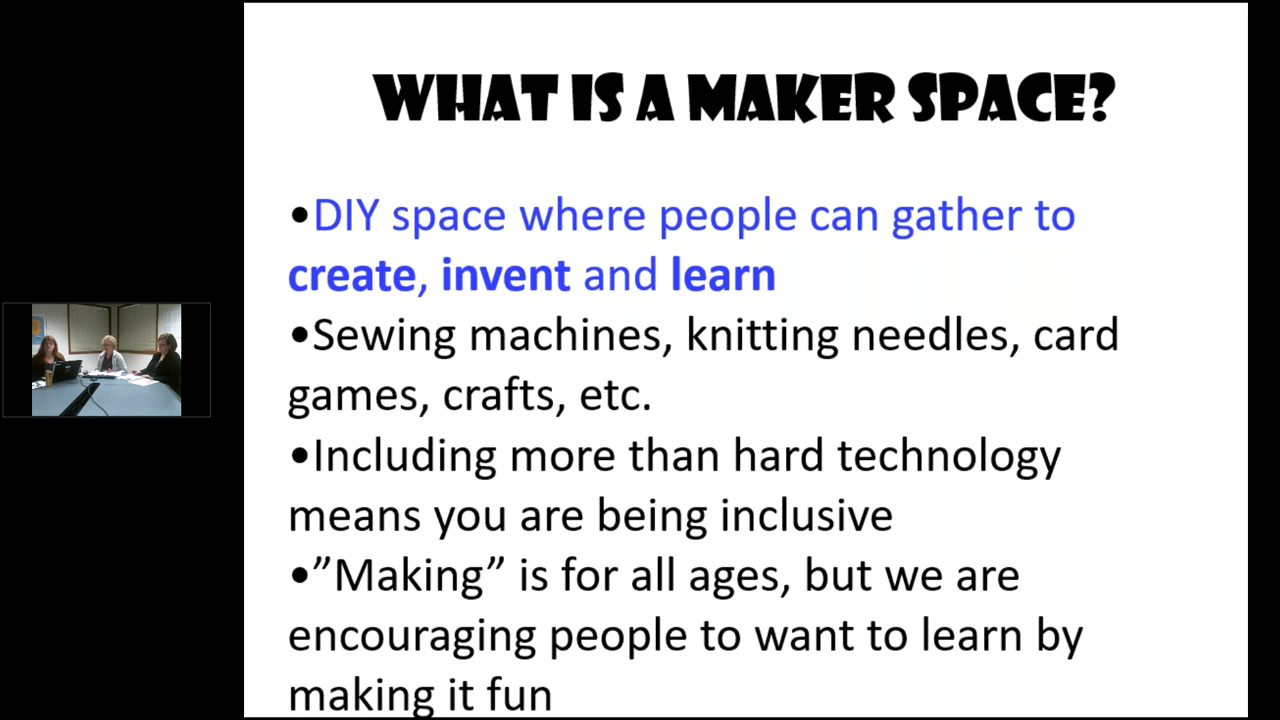 WHAT IS A MAKER SPACE?
•DIY space where people can gather to
create, invent and learn
•Sewing machines, knitting needles, card
games, crafts, etc.
•Including more than hard technology
means you are being inclusive
•”Making” is for all ages, but we are
encouraging people to want to learn by
making it fun